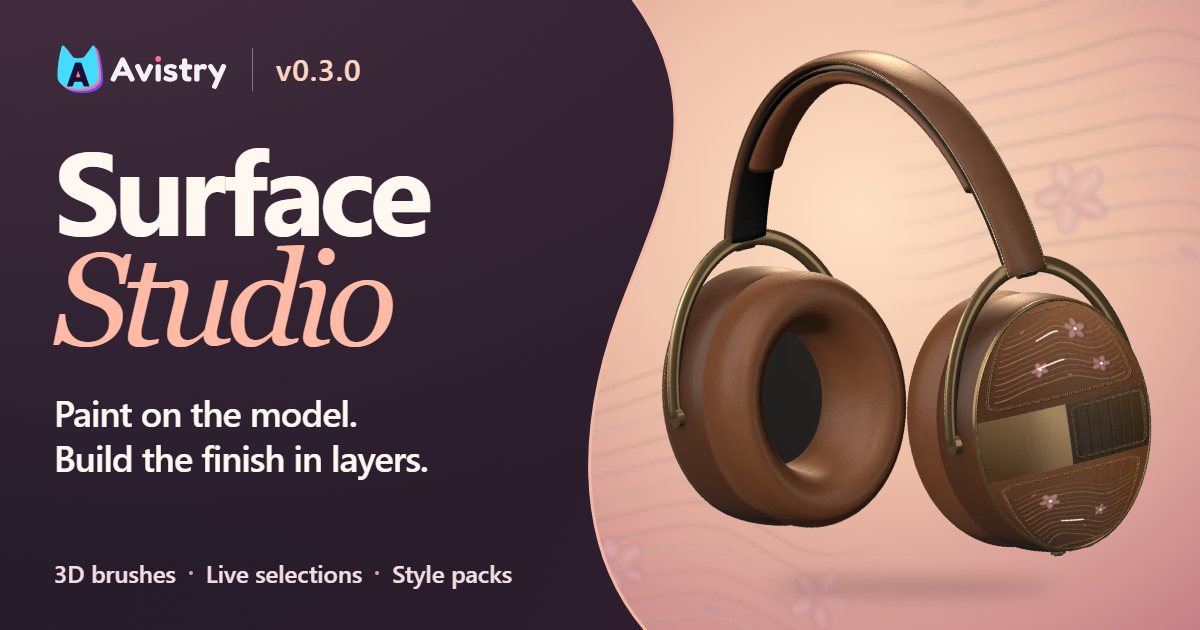 A Avistry
v0.3.0
Surface
Studio
Paint on the model.
Build the finish in layers.
3D brushes · Live selections · Style packs